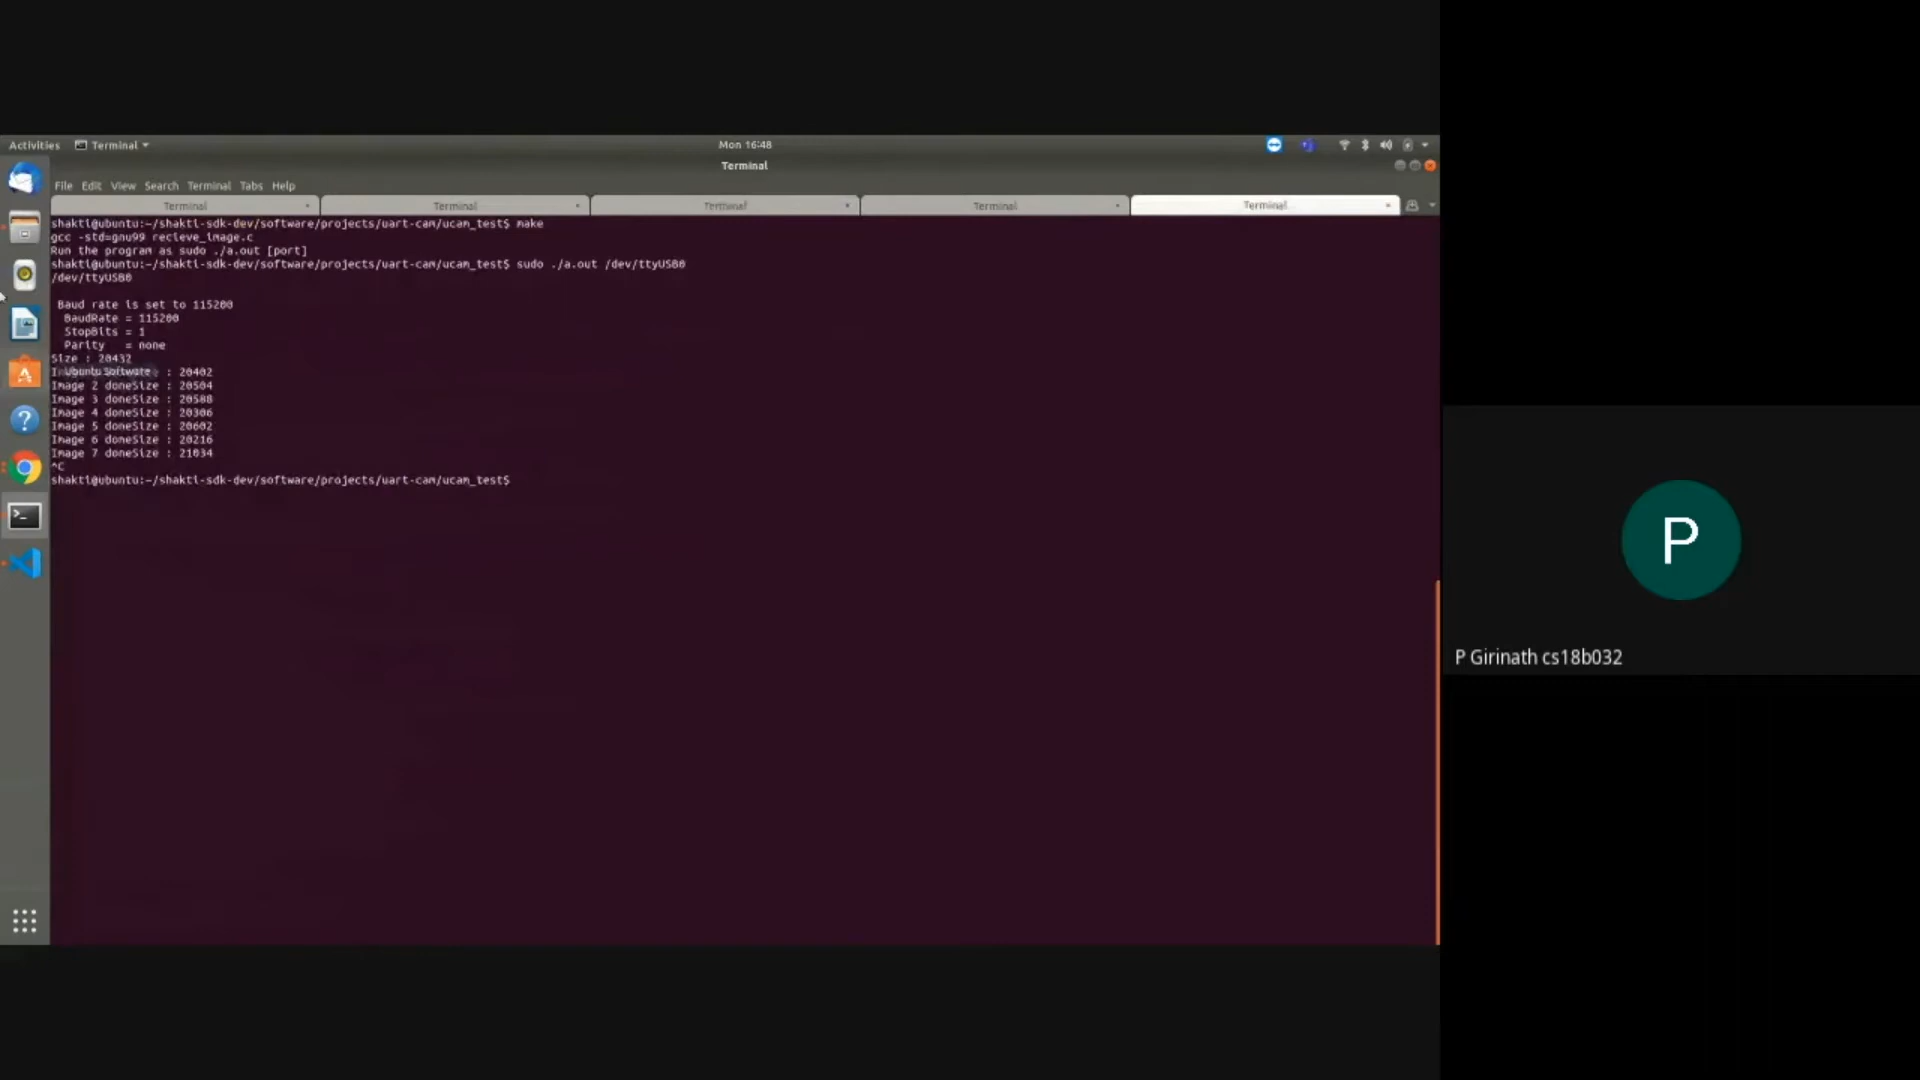 Activities Terminal Mon 16:48
Terminal
File Edit View Search Terminal Tabs Help
Terminal Terminal Terminal Terminal Terminal
shakti@ubuntu:~/shakti-sdk-dev/software/projects/uart-cam/ucam_test$ make
gcc -std=gnu99 recieve_image.c
Run the program as sudo ./a.out [port]
shakti@ubuntu:~/shakti-sdk-dev/software/projects/uart-cam/ucam_test$ sudo ./a.out /dev/ttyUSB0
/dev/ttyUSB0
Baud rate is set to 115200
BaudRate = 115200
StopBits = 1
Parity = none
Size : 20432
Ubuntu Software : 20402
Image 2 doneSize : 20504
Image 3 doneSize : 20588
Image 4 doneSize : 20306
Image 5 doneSize : 20602
Image 6 doneSize : 20216
Image 7 doneSize : 21034
^C
shakti@ubuntu:~/shakti-sdk-dev/software/projects/uart-cam/ucam_test$
P
P Girinath cs18b032